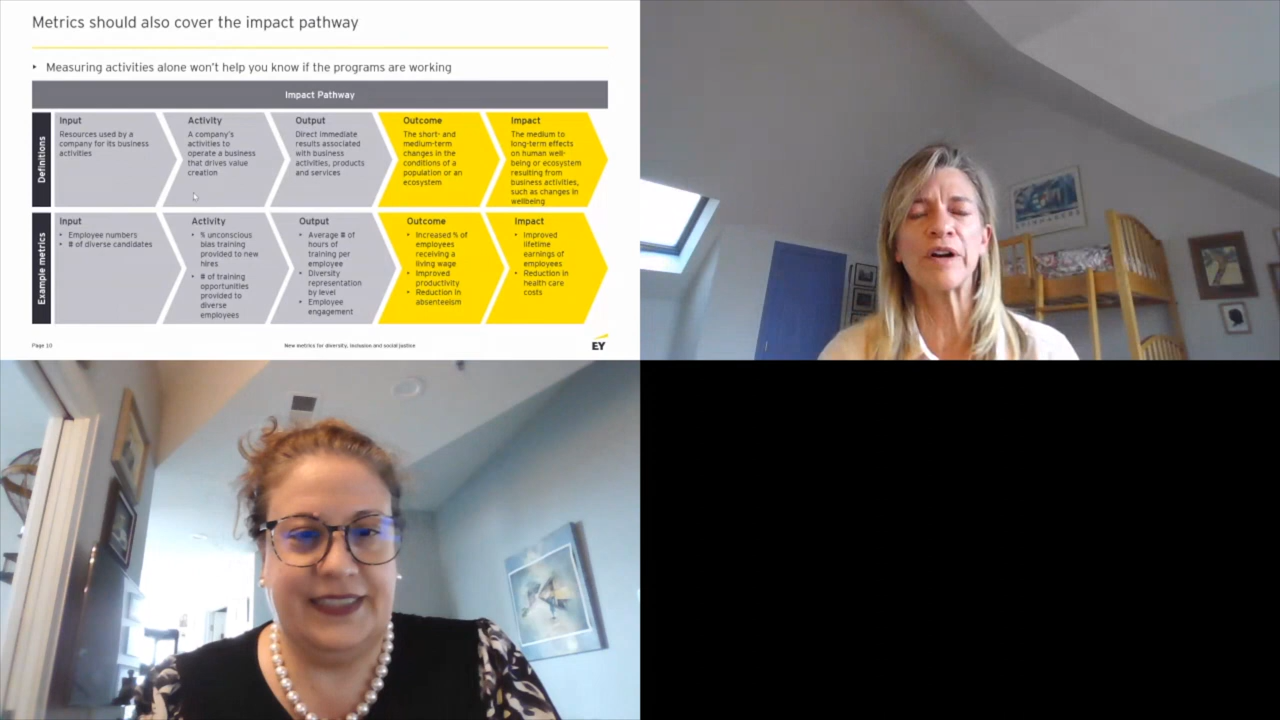 Metrics should also cover the impact pathway
‣ Measuring activities alone won't help you know if the programs are working
Impact Pathway
Definitions
Input
Resources used by a
company for its business
activities
Activity
A company's
activities to
operate a business
that drives value
creation
Output
Direct immediate
results associated
with business
activities, products
and services
Outcome
The short- and
medium-term
changes in the
conditions of a
population or an
ecosystem
Impact
The medium to
long-term effects
on human well-
being or ecosystem
resulting from
business activities,
such as changes in
wellbeing
Example metrics
Input
• Employee numbers
• # of diverse candidates
Activity
• % unconscious
bias training
provided to new
hires
• # of training
opportunities
provided to
diverse
employees
Output
• Average # of
hours of
training per
employee
• Diversity
representation
by level
• Employee
engagement
Outcome
• Increased % of
employees
receiving a
living wage
• Improved
productivity
• Reduction in
absenteeism
Impact
• Improved
lifetime
earnings of
employees
• Reduction in
health care
costs
Page 10
New metrics for diversity, inclusion and social justice
EY